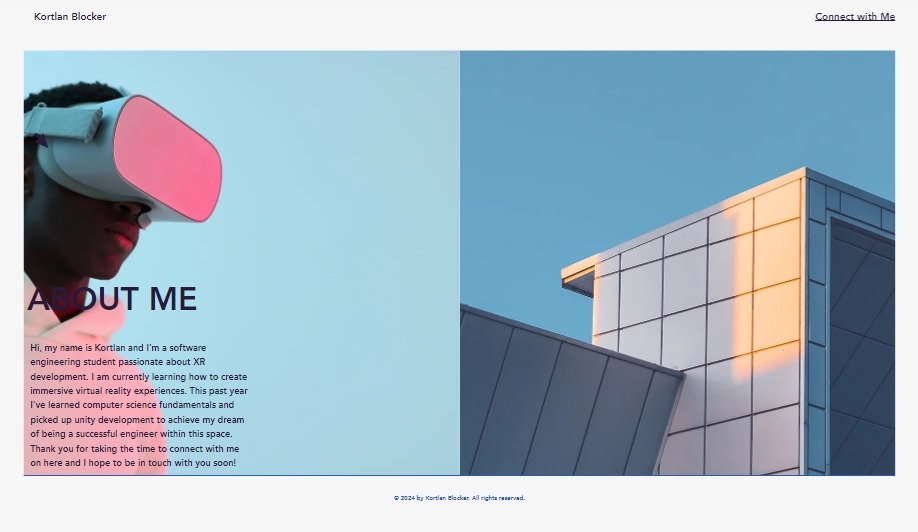 Kortlan Blocker
Connect with Me
ABOUT ME
Hi, my name is Kortlan and I'm a software
engineering student passionate about XR
development. I am currently learning how to create
immersive virtual reality experiences. This past year
I've learned computer science fundamentals and
picked up unity development to achieve my dream
of being a successful engineer within this space.
Thank you for taking the time to connect with me
on here and I hope to be in touch with you soon!
© 2024 by Kortlan Blocker. All rights reserved.